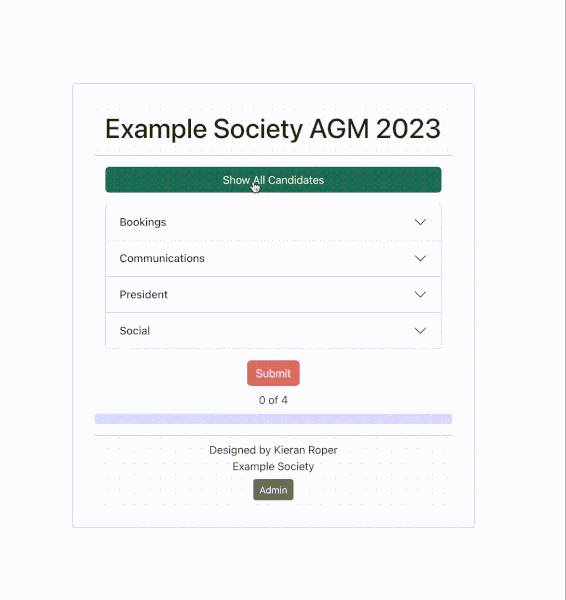 Example Society AGM 2023
Show All Candidates
Bookings
Communications
President
Social
Submit
0 of 4
Designed by Kieran Roper
Example Society
Admin